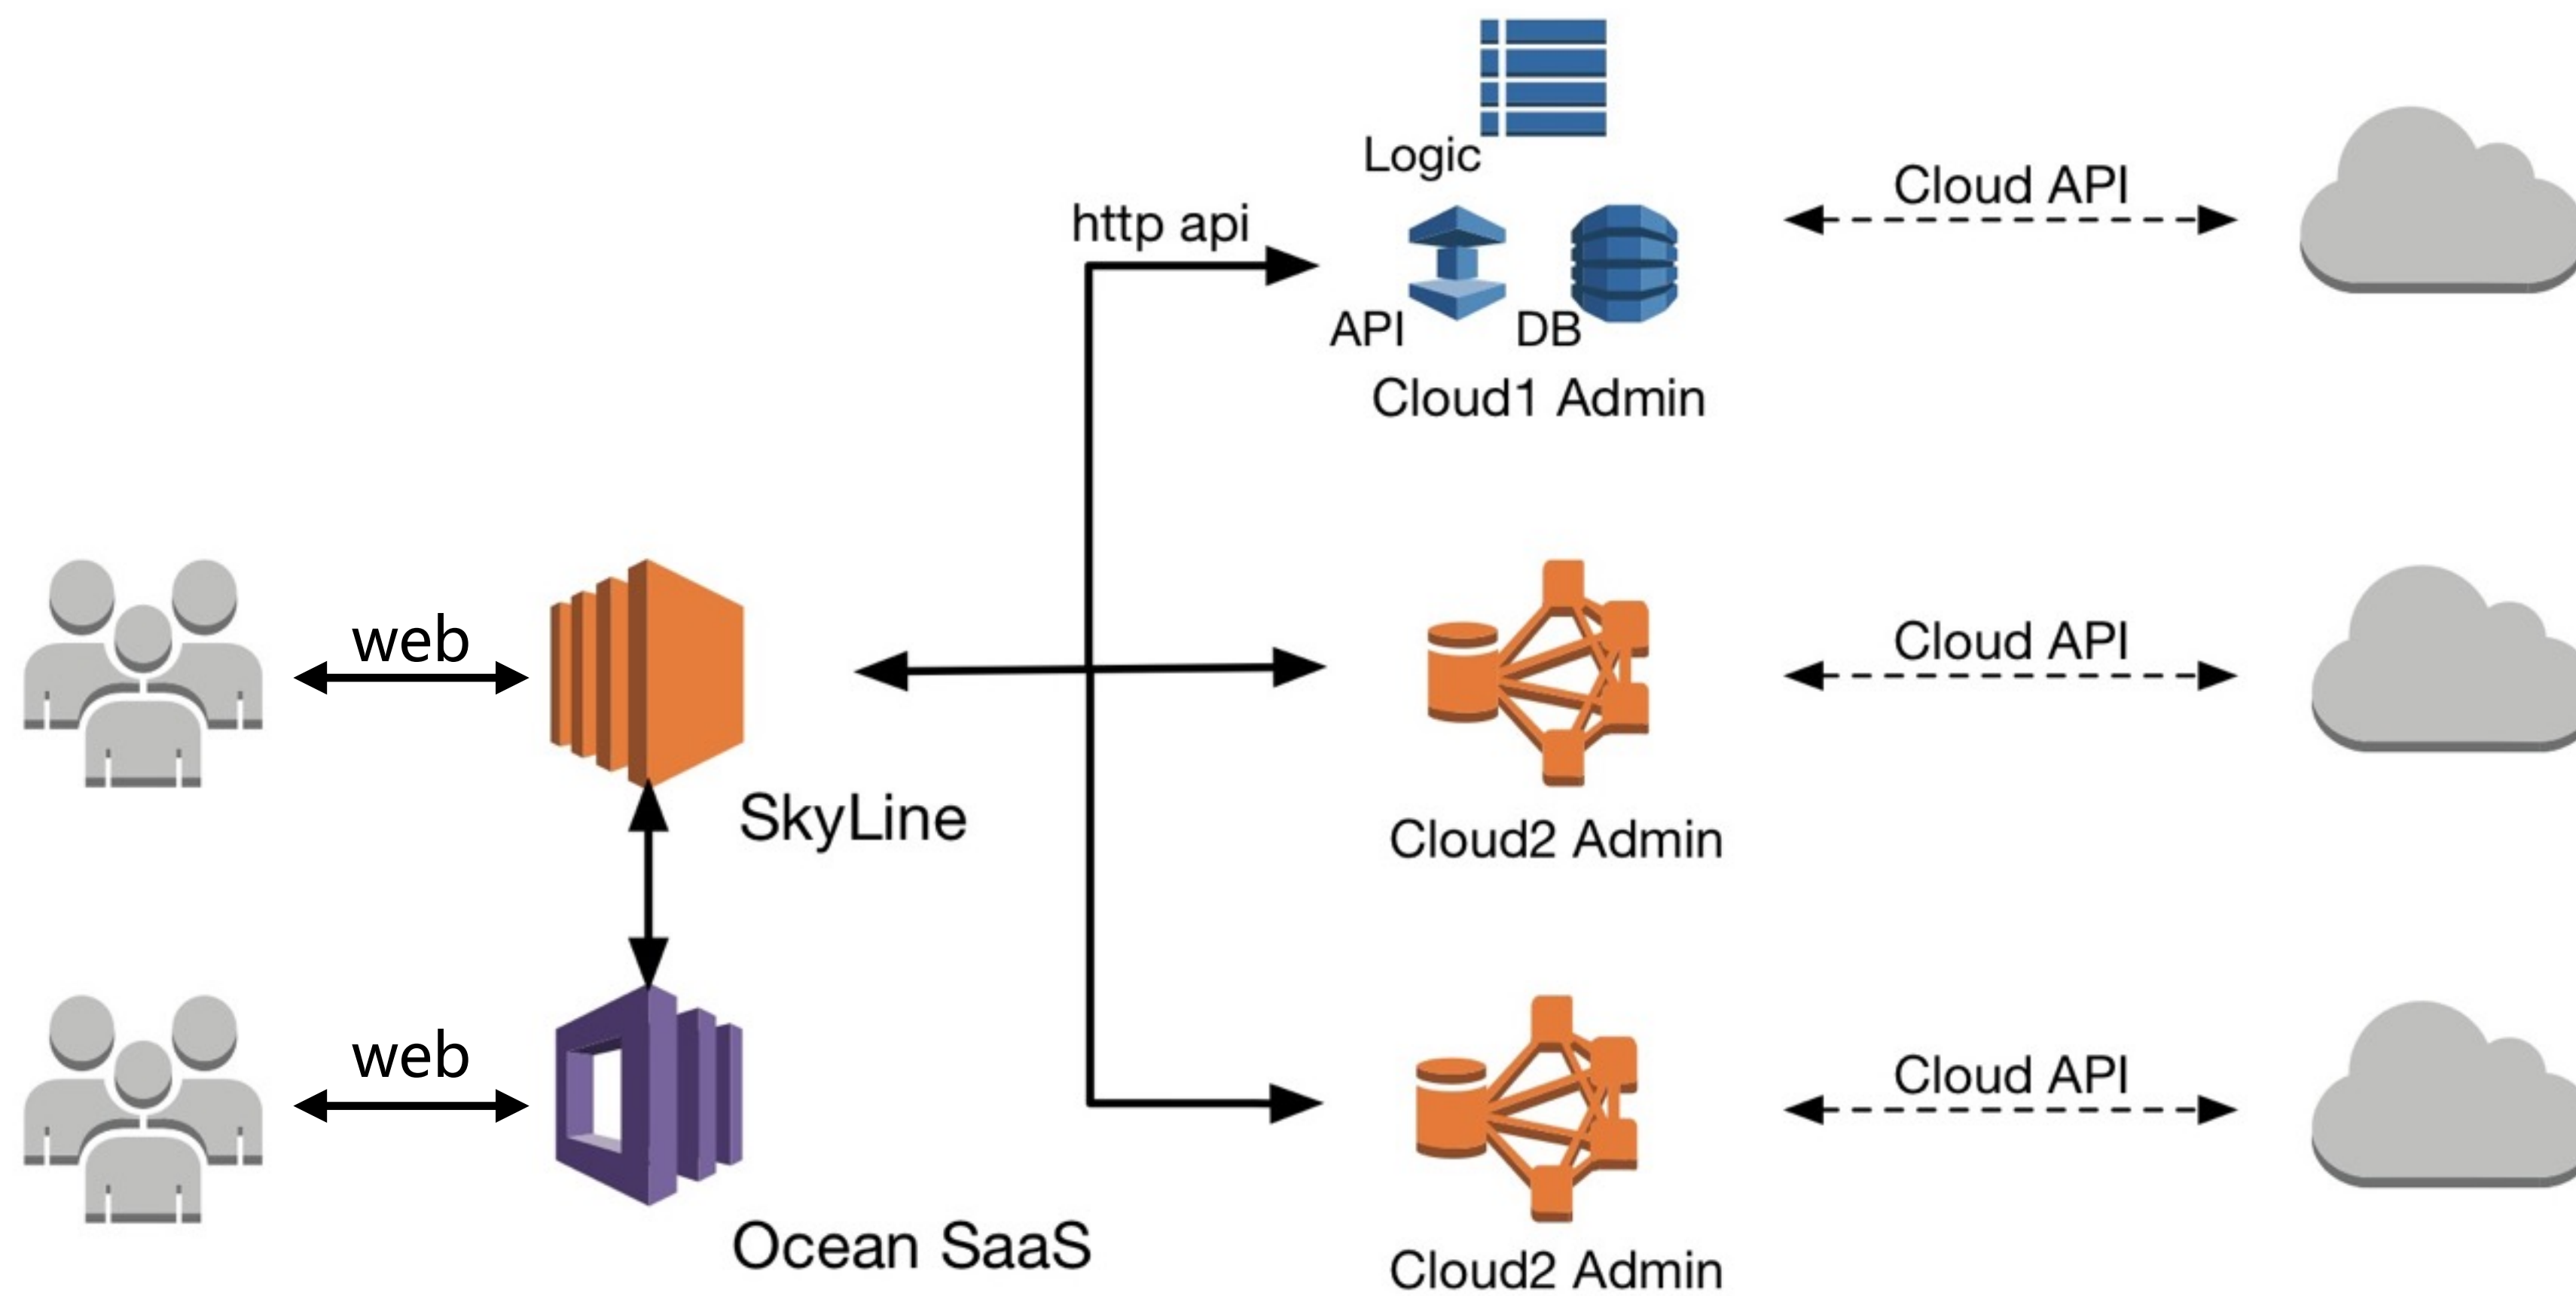 Logic
http api
Cloud API
API
DB
Cloud1 Admin
web
Cloud API
SkyLine
Cloud2 Admin
web
Cloud API
Ocean SaaS
Cloud2 Admin